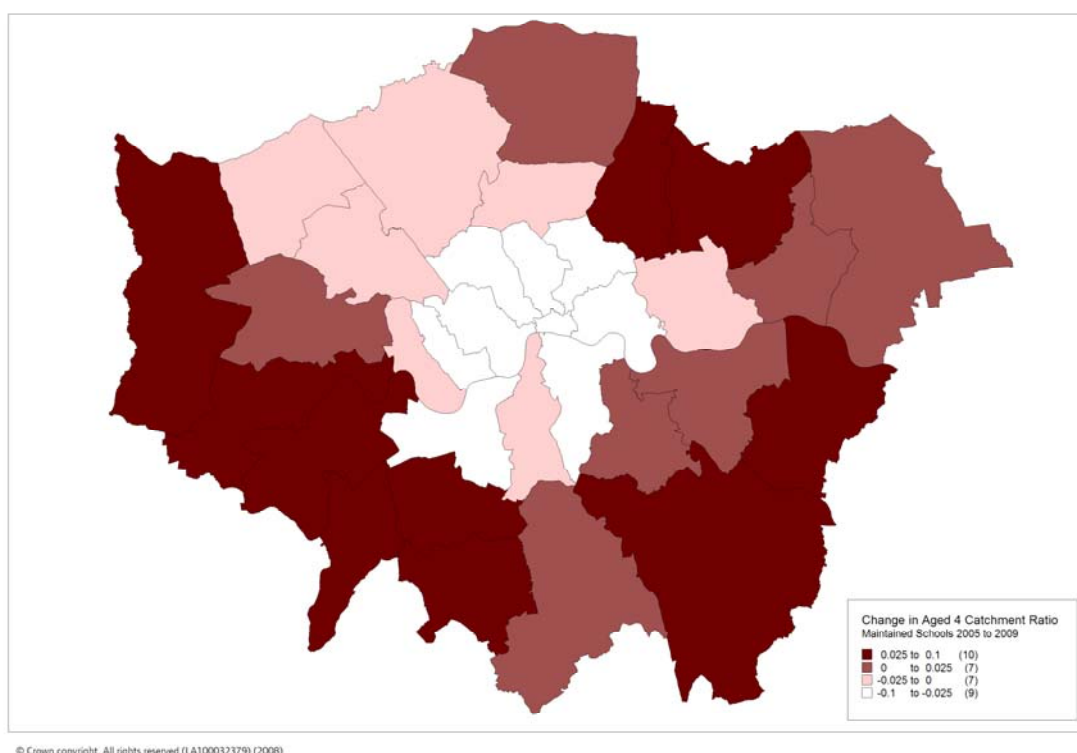 Change in Aged 4 Catchment Ratio
Maintained Schools 2005 to 2009
0.025 to 0.1 (10)
0 to 0.025 (7)
-0.025 to 0 (7)
-0.1 to -0.025 (9)
© Crown copyright. All rights reserved (LA100032379) (2008)